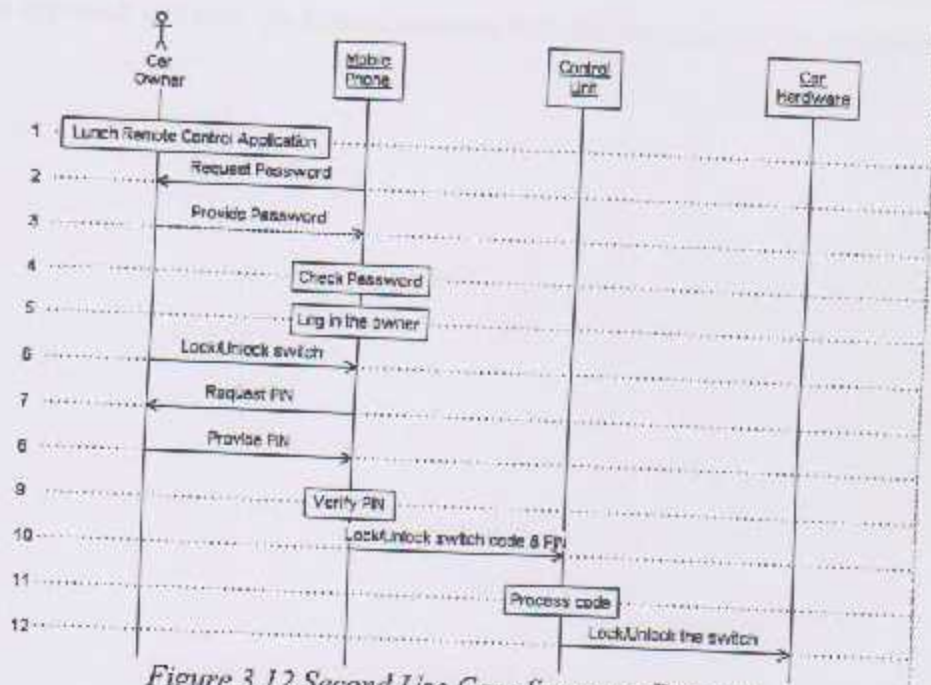 Car
Owner
Mobile
Phone
Control
Unit
Car
Hardware
1
Lunch Remote Control Application
2
Request Password
3
Provide Password
4
Check Password
5
Log in the owner
6
Lock/Unlock switch
7
Request PIN
8
Provide PIN
9
Verify PIN
10
Lock/Unlock switch code & PIN
11
Process code
12
Lock/Unlock the switch
Figure 3.12 Second Use Case Sequence